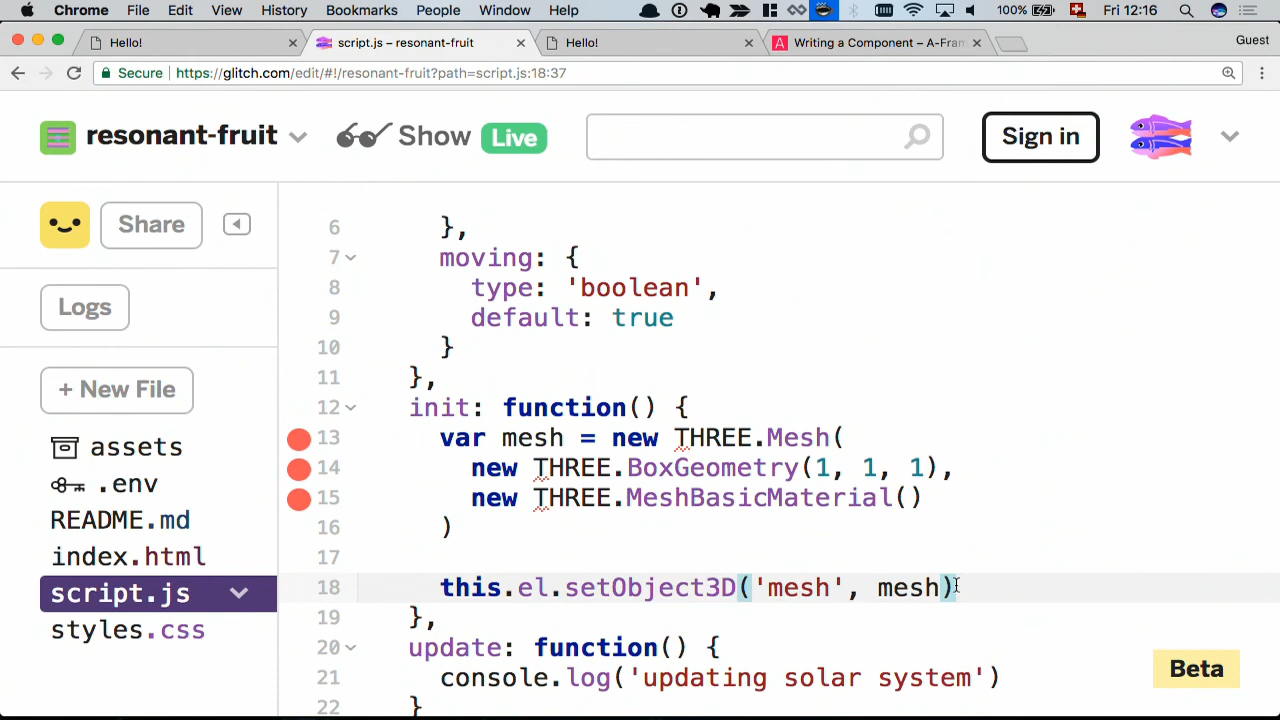 Chrome File Edit View History Bookmarks People Window Help 100% Fri 12:16
Hello! script.js – resonant-fruit Hello! Writing a Component – A-Fram Guest
Secure https://glitch.com/edit/#!/resonant-fruit?path=script.js:18:37
resonant-fruit Show Live Sign in
Share
Logs
+ New File
assets
.env
README.md
index.html
script.js
styles.css
6 },
7 moving: {
8 type: 'boolean',
9 default: true
10 }
11 },
12 init: function() {
13 var mesh = new THREE.Mesh(
14 new THREE.BoxGeometry(1, 1, 1),
15 new THREE.MeshBasicMaterial()
16 )
17
18 this.el.setObject3D('mesh', mesh)
19 },
20 update: function() {
21 console.log('updating solar system')
22 }
Beta